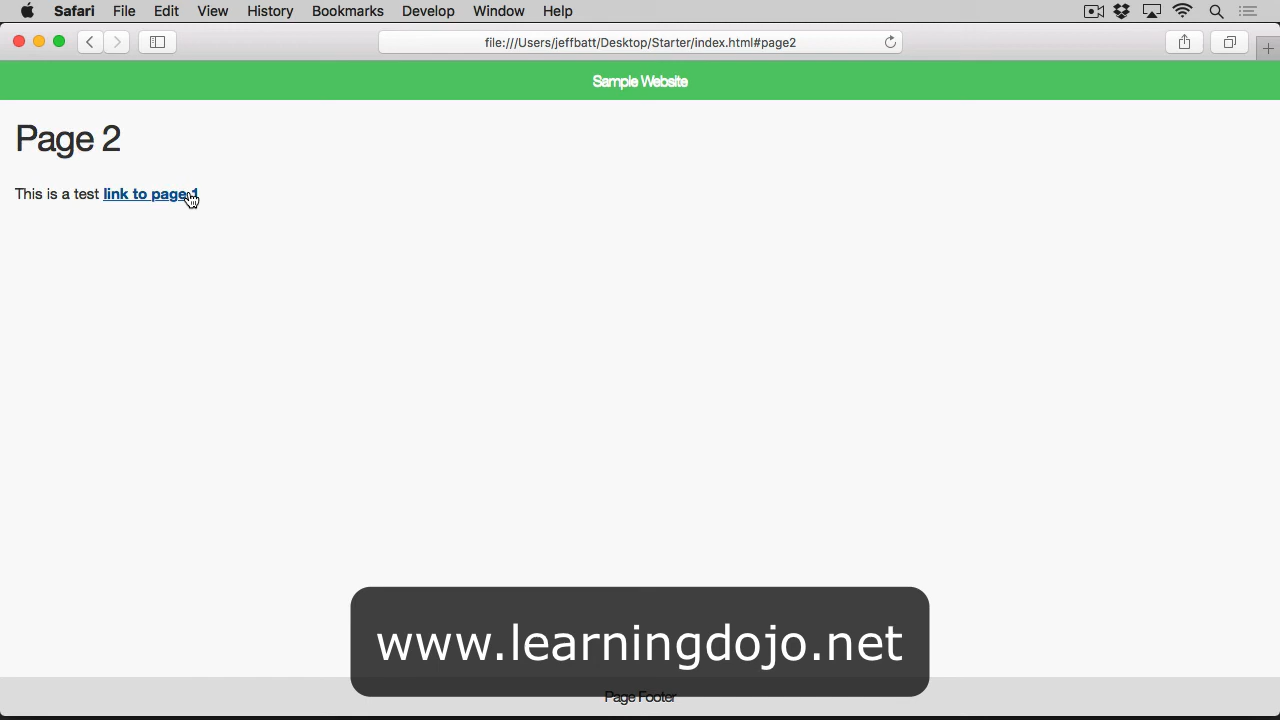 Safari File Edit View History Bookmarks Develop Window Help
file:///Users/jeffbatt/Desktop/Starter/index.html#page2
Sample Website
Page 2
This is a test link to page 1
www.learningdojo.net
Page Footer